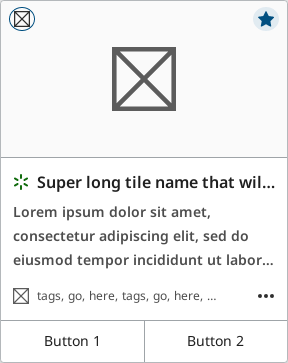 Super long tile name that wil...
Lorem ipsum dolor sit amet,
consectetur adipiscing elit, sed do
eiusmod tempor incididunt ut labor...
tags, go, here, tags, go, here, ...
Button 1
Button 2